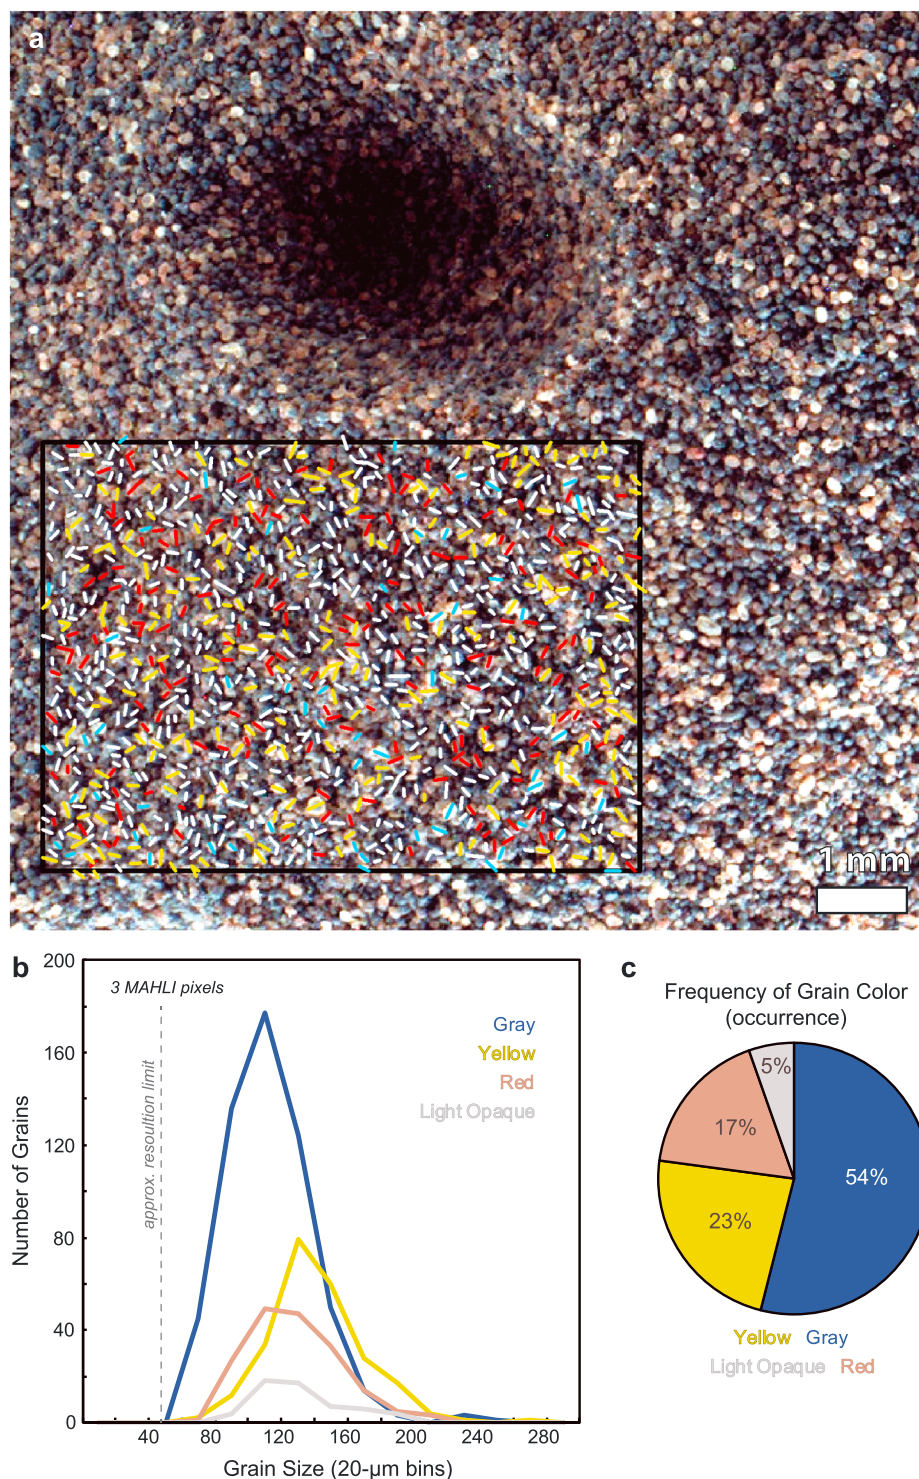 a
1 mm
b
200
160
120
80
40
0
Number of Grains
3 MAHLI pixels
approx. resoultion limit
Gray
Yellow
Red
Light Opaque
40 80 120 160 200 240 280
Grain Size (20-µm bins)
c
Frequency of Grain Color
(occurrence)
5%
17%
54%
23%
Yellow Gray
Light Opaque Red